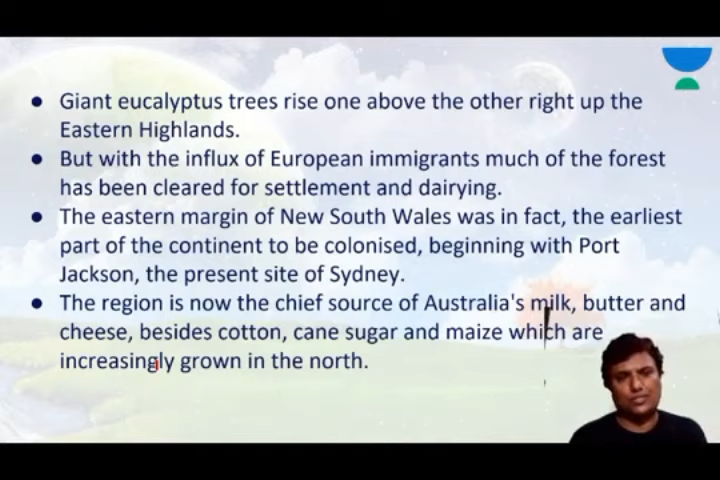 ● Giant eucalyptus trees rise one above the other right up the
Eastern Highlands.
● But with the influx of European immigrants much of the forest
has been cleared for settlement and dairying.
● The eastern margin of New South Wales was in fact, the earliest
part of the continent to be colonised, beginning with Port
Jackson, the present site of Sydney.
● The region is now the chief source of Australia's milk, butter and
cheese, besides cotton, cane sugar and maize which are
increasingly grown in the north.